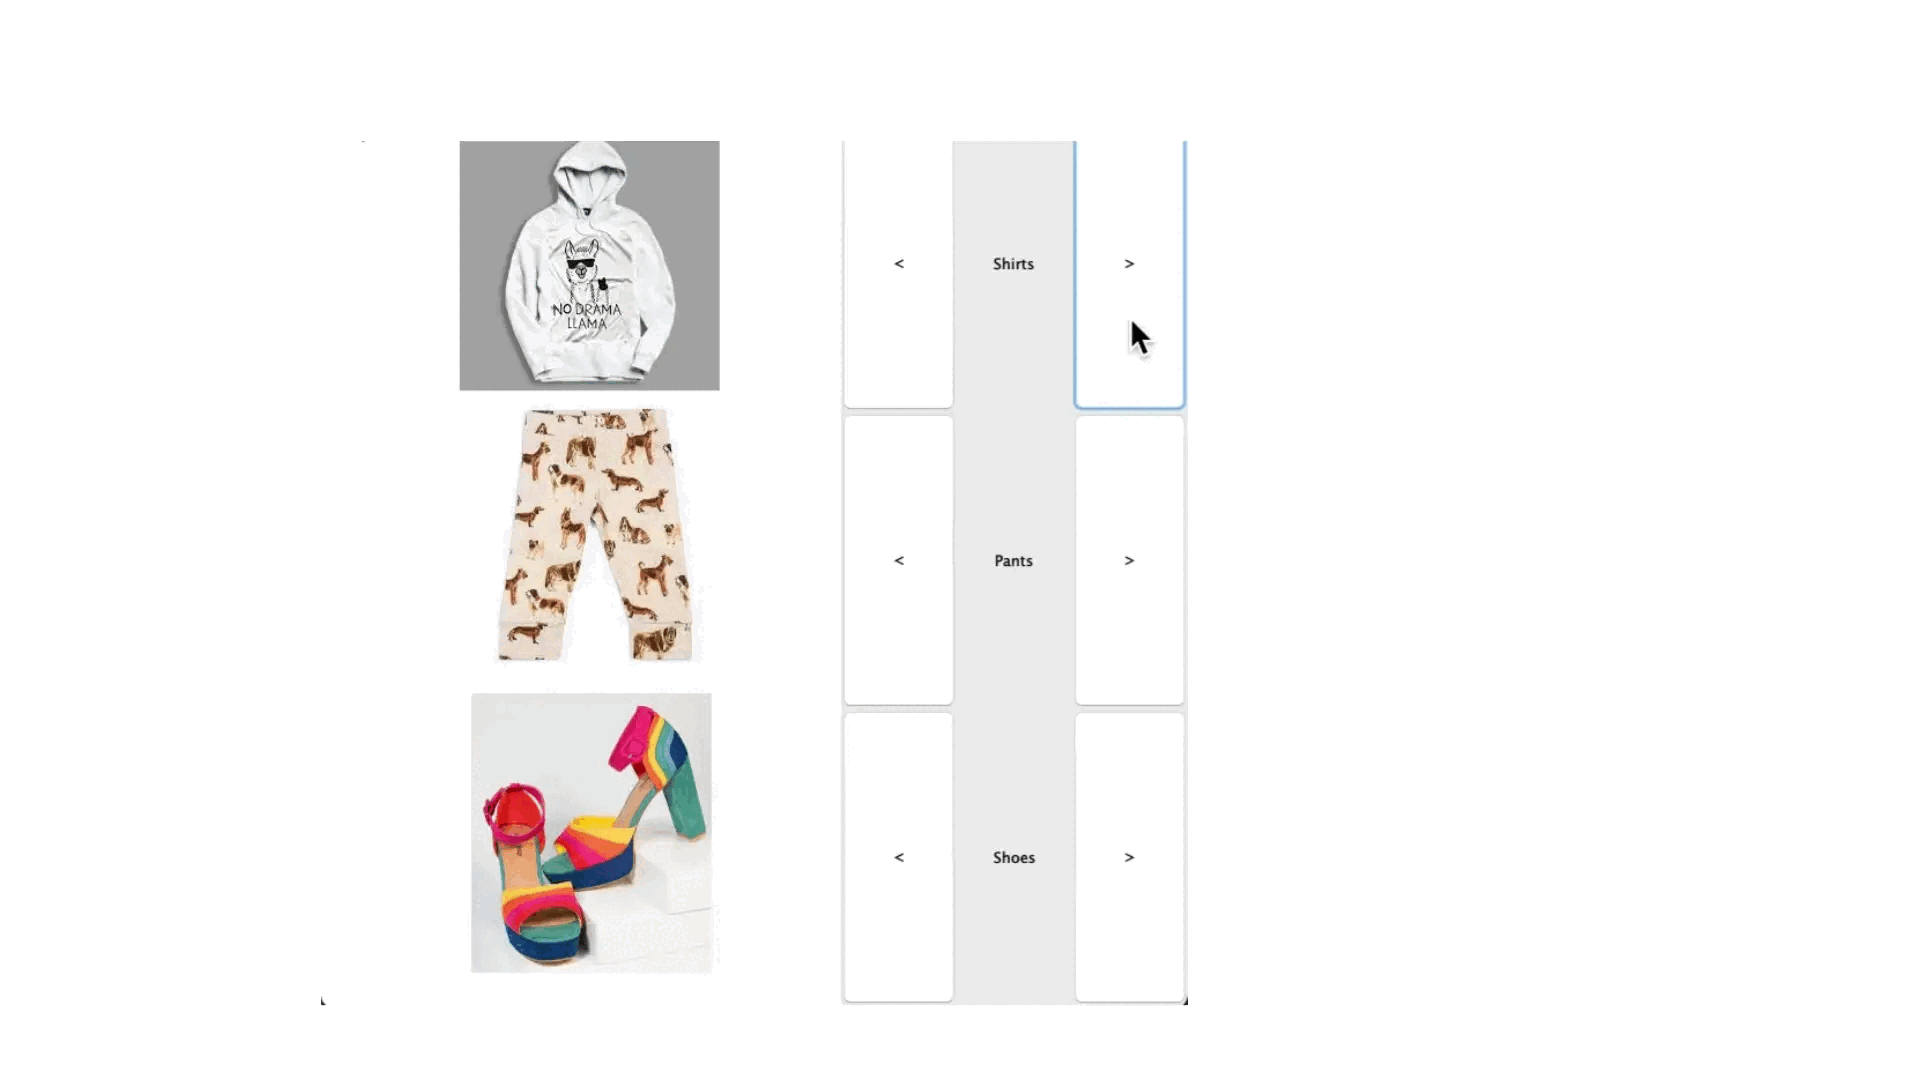 NO DRAMA
LLAMA
< Shirts >
< Pants >
< Shoes >